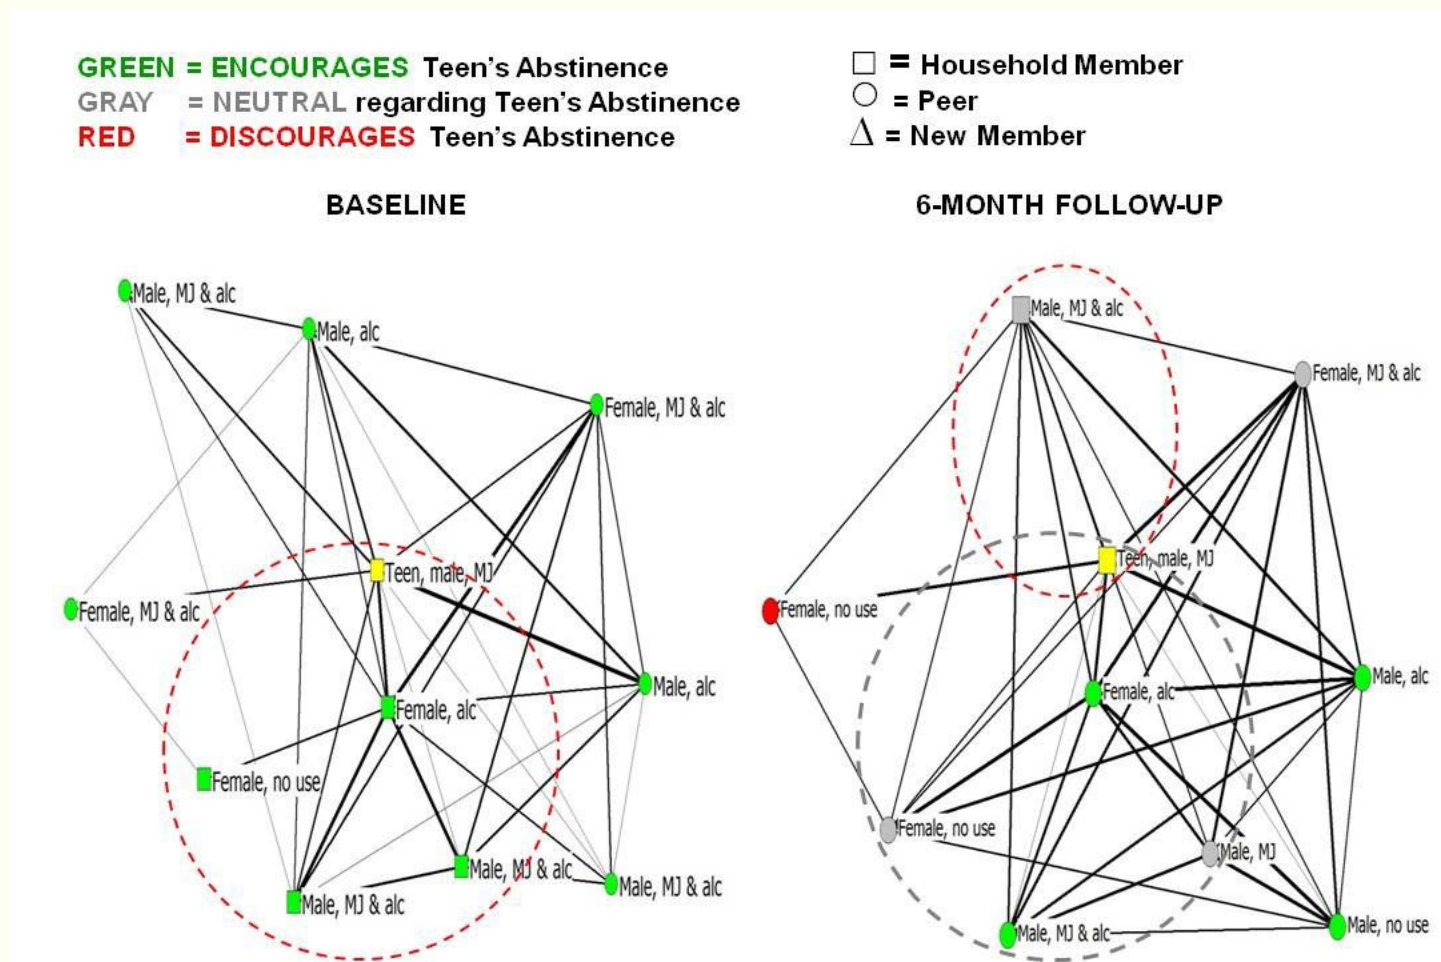 GREEN = ENCOURAGES Teen's Abstinence
GRAY = NEUTRAL regarding Teen's Abstinence
RED = DISCOURAGES Teen's Abstinence
□ = Household Member
○ = Peer
Δ = New Member
BASELINE
Male, MJ & alc
Male, alc
Female, MJ & alc
Teen, male, MJ
Female, MJ & alc
Male, alc
Female, alc
Female, no use
Male, MJ & alc
Male, MJ & alc
Male, MJ & alc
6-MONTH FOLLOW-UP
Male, MJ & alc
Female, MJ & alc
Teen, male, MJ
Female, no use
Male, alc
Female, alc
Female, no use
Male, MJ
Male, MJ & alc
Male, no use